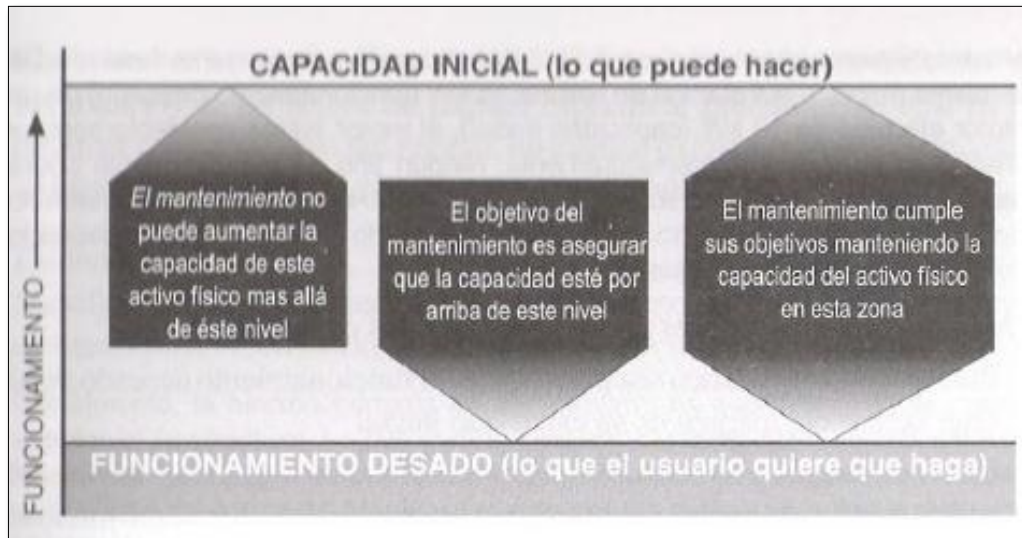 CAPACIDAD INICIAL (lo que puede hacer)
FUNCIONAMIENTO
El mantenimiento no
puede aumentar la
capacidad de este
activo físico mas allá
de éste nivel
El objetivo del
mantenimiento es asegurar
que la capacidad esté por
arriba de este nivel
El mantenimiento cumple
sus objetivos manteniendo la
capacidad del activo físico
en esta zona
FUNCIONAMIENTO DESADO (lo que el usuario quiere que haga)